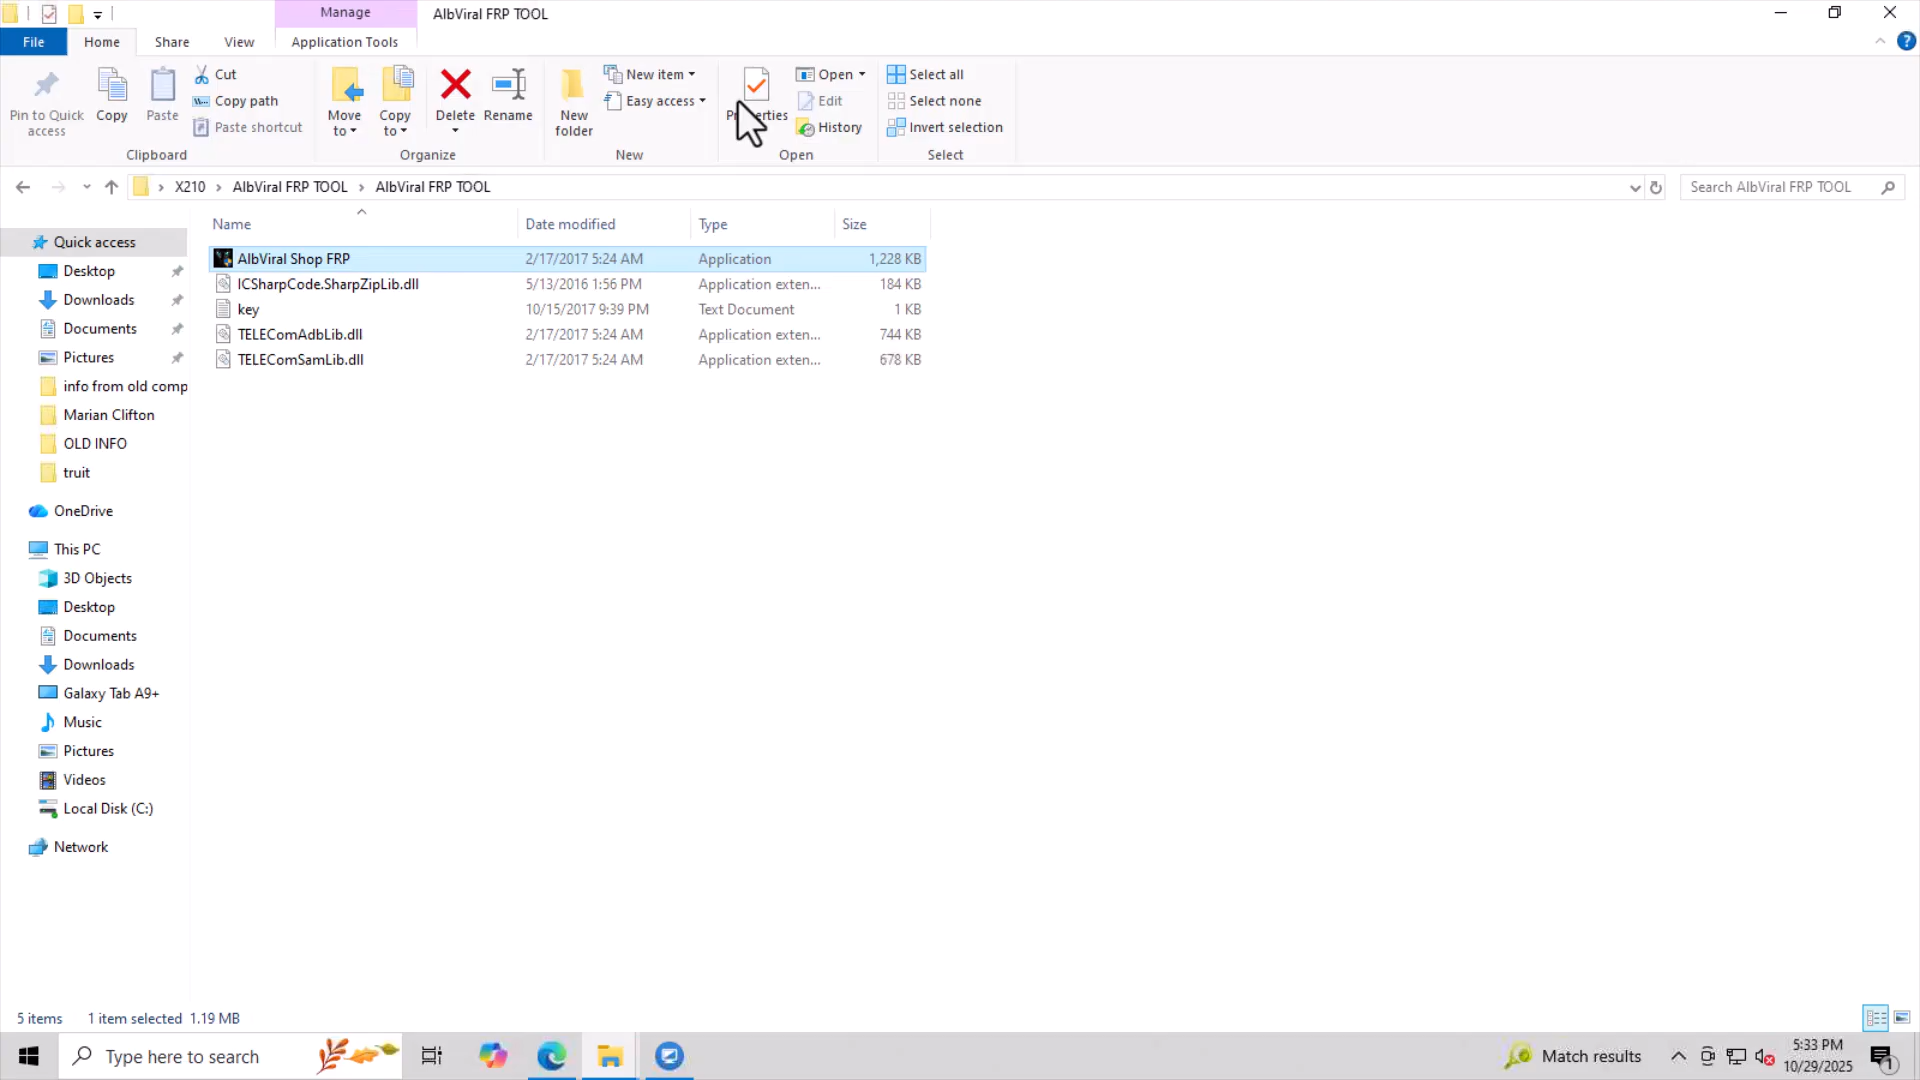 Manage
AlbViral FRP TOOL
File
Home
Share
View
Application Tools
Pin to Quick access
Copy
Paste
Cut
Copy path
Paste shortcut
Clipboard
Move to
Copy to
Delete
Rename
Organize
New folder
New item
Easy access
New
Properties
Open
Edit
History
Open
Select all
Select none
Invert selection
Select
X210 › AlbViral FRP TOOL › AlbViral FRP TOOL
Search AlbViral FRP TOOL
Name Date modified Type Size
AlbViral Shop FRP 2/17/2017 5:24 AM Application 1,228 KB
ICSharpCode.SharpZipLib.dll 5/13/2016 1:56 PM Application exten... 184 KB
key 10/15/2017 9:39 PM Text Document 1 KB
TELEComAdbLib.dll 2/17/2017 5:24 AM Application exten... 744 KB
TELEComSamLib.dll 2/17/2017 5:24 AM Application exten... 678 KB
Quick access
Desktop
Downloads
Documents
Pictures
info from old comp
Marian Clifton
OLD INFO
truit
OneDrive
This PC
3D Objects
Desktop
Documents
Downloads
Galaxy Tab A9+
Music
Pictures
Videos
Local Disk (C:)
Network
5 items 1 item selected 1.19 MB
Type here to search
Match results
5:33 PM
10/29/2025
1